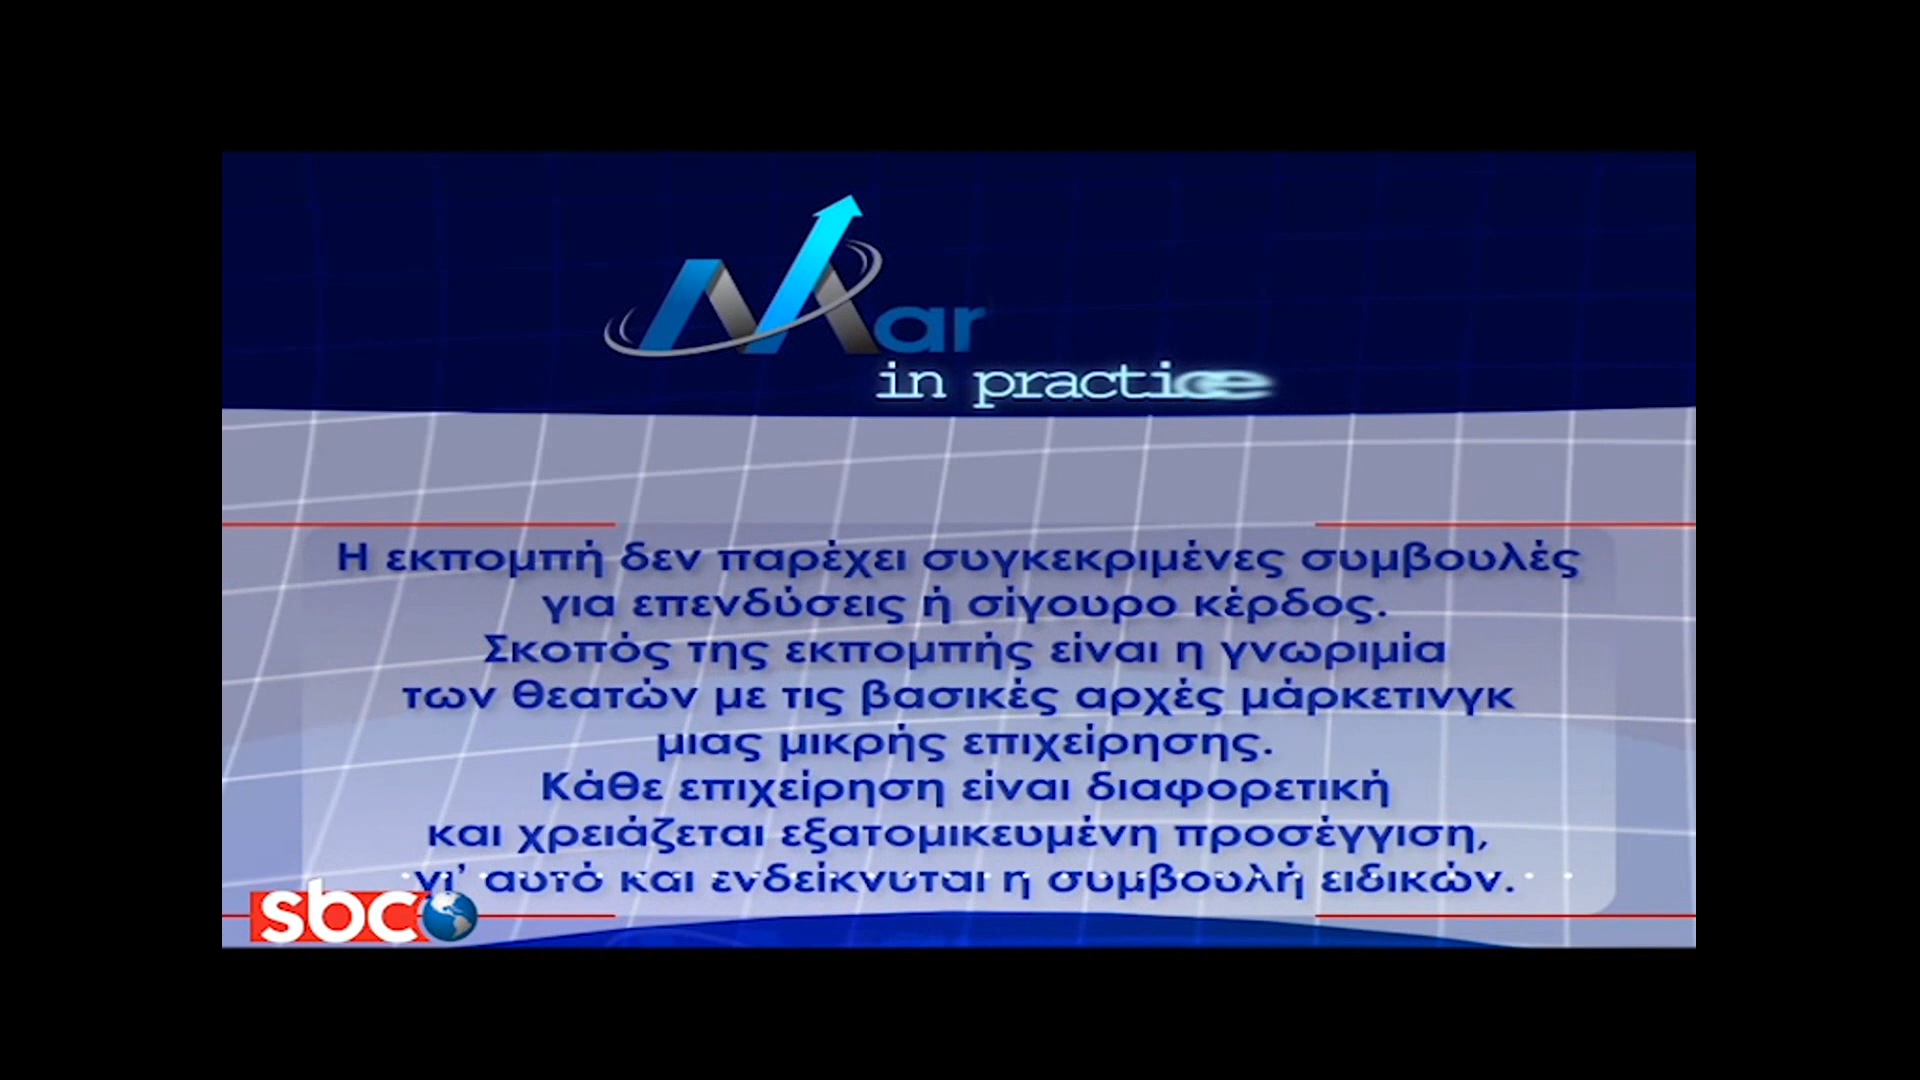 Mar
in practice
Η εκπομπή δεν παρέχει συγκεκριμένες συμβουλές
για επενδύσεις ή σίγουρο κέρδος.
Σκοπός της εκπομπής είναι η γνωριμία
των θεατών με τις βασικές αρχές μάρκετινγκ
μιας μικρής επιχείρησης.
Κάθε επιχείρηση είναι διαφορετική
και χρειάζεται εξατομικευμένη προσέγγιση,
γι' αυτό και ενδείκνυται η συμβουλή ειδικών.
sbc